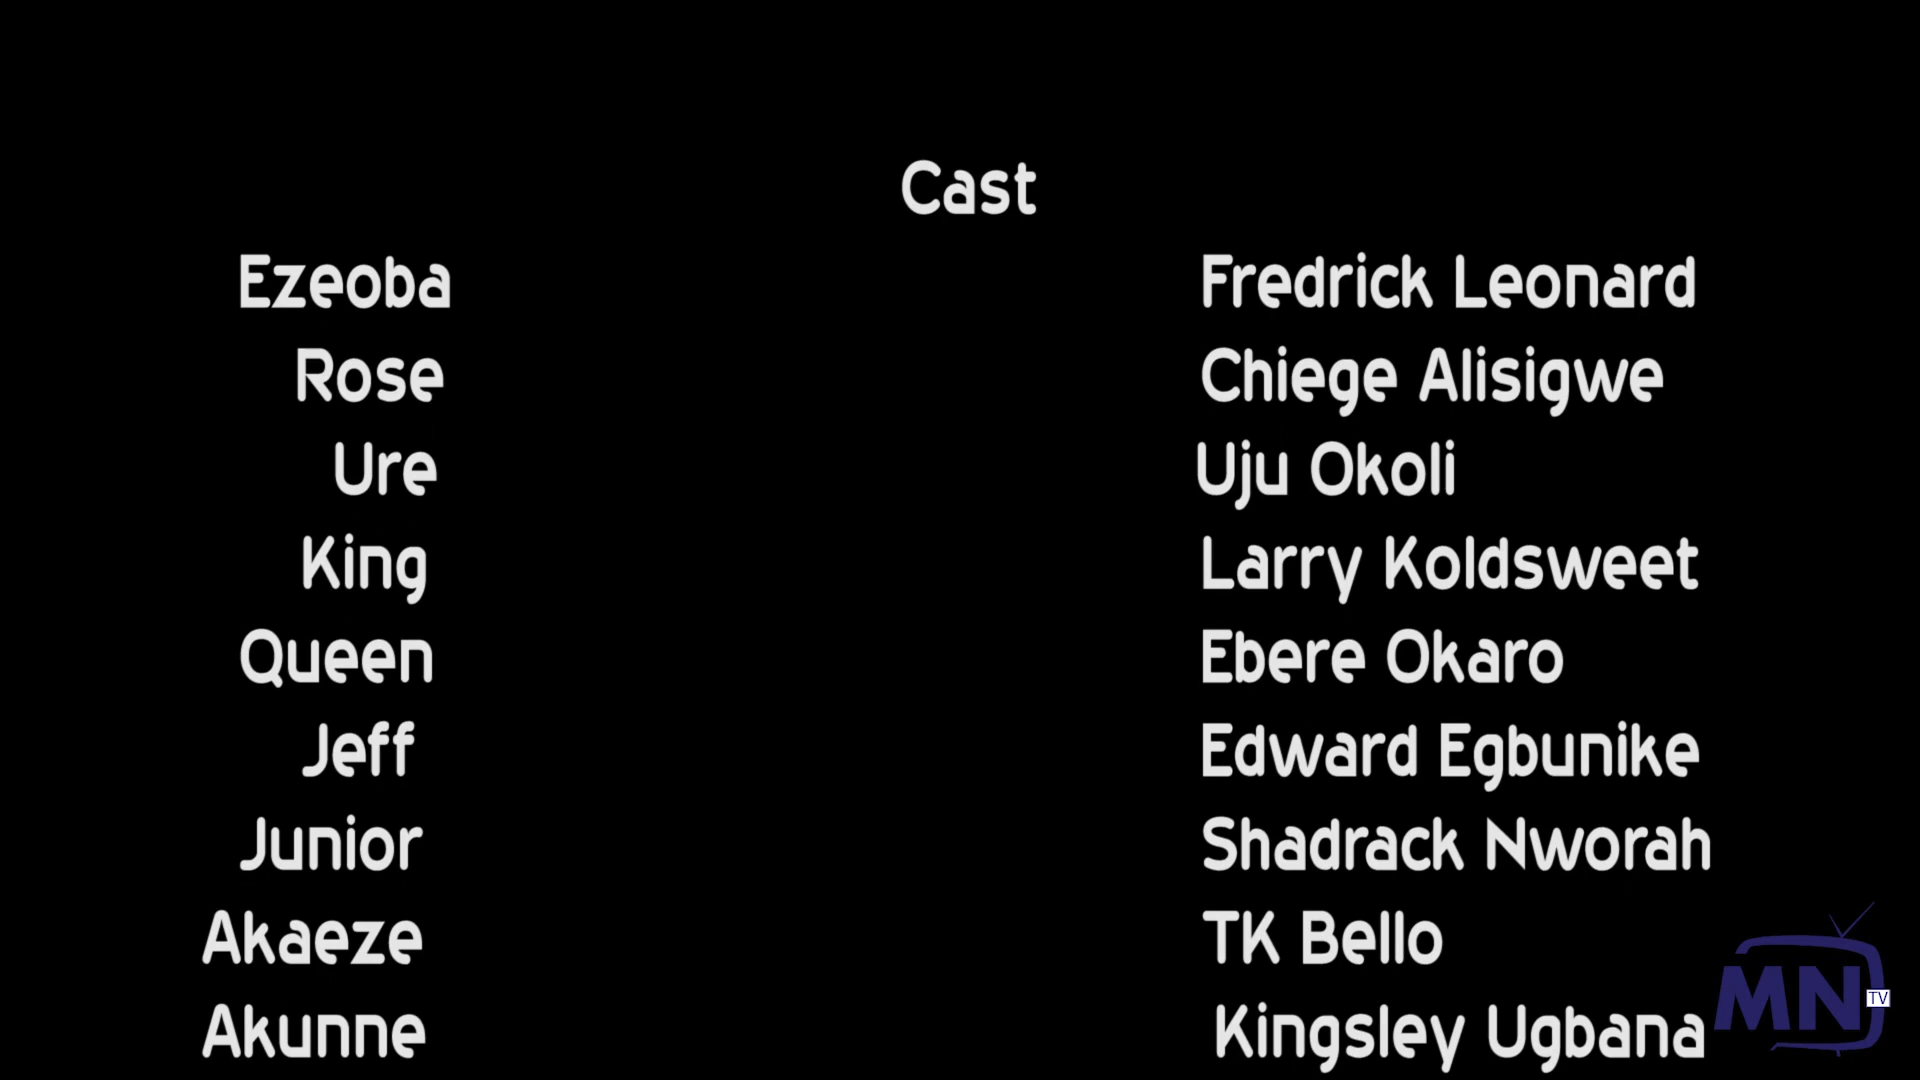 Cast
Ezeoba Fredrick Leonard
Rose Chiege Alisigwe
Ure Uju Okoli
King Larry Koldsweet
Queen Ebere Okaro
Jeff Edward Egbunike
Junior Shadrack Nworah
Akaeze TK Bello
Akunne Kingsley Ugbana
MN TV